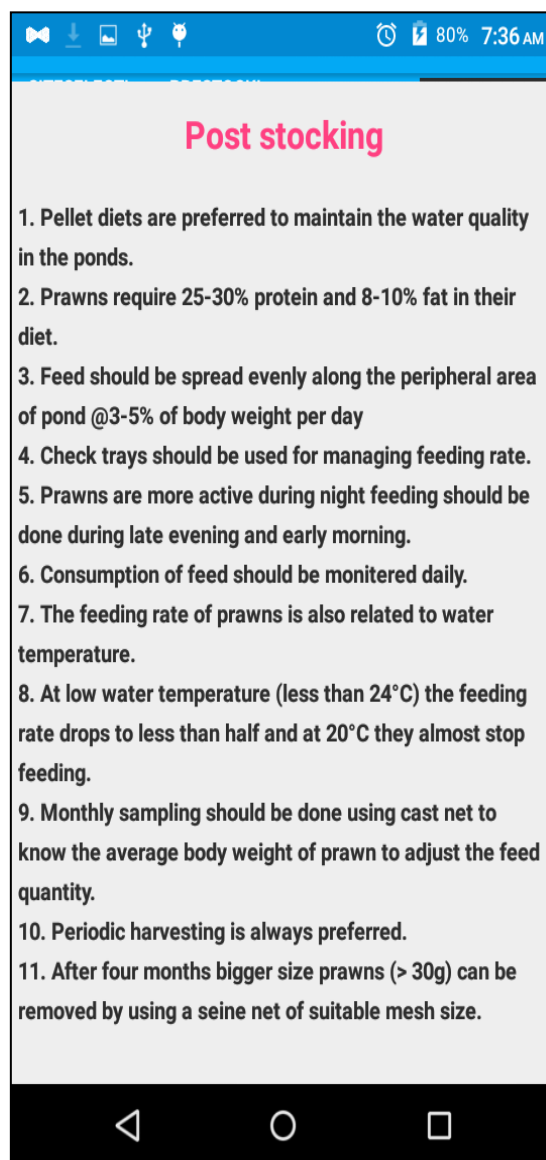 80% 7:36 AM
Post stocking
1. Pellet diets are preferred to maintain the water quality
in the ponds.
2. Prawns require 25-30% protein and 8-10% fat in their
diet.
3. Feed should be spread evenly along the peripheral area
of pond @3-5% of body weight per day
4. Check trays should be used for managing feeding rate.
5. Prawns are more active during night feeding should be
done during late evening and early morning.
6. Consumption of feed should be monitered daily.
7. The feeding rate of prawns is also related to water
temperature.
8. At low water temperature (less than 24°C) the feeding
rate drops to less than half and at 20°C they almost stop
feeding.
9. Monthly sampling should be done using cast net to
know the average body weight of prawn to adjust the feed
quantity.
10. Periodic harvesting is always preferred.
11. After four months bigger size prawns (> 30g) can be
removed by using a seine net of suitable mesh size.